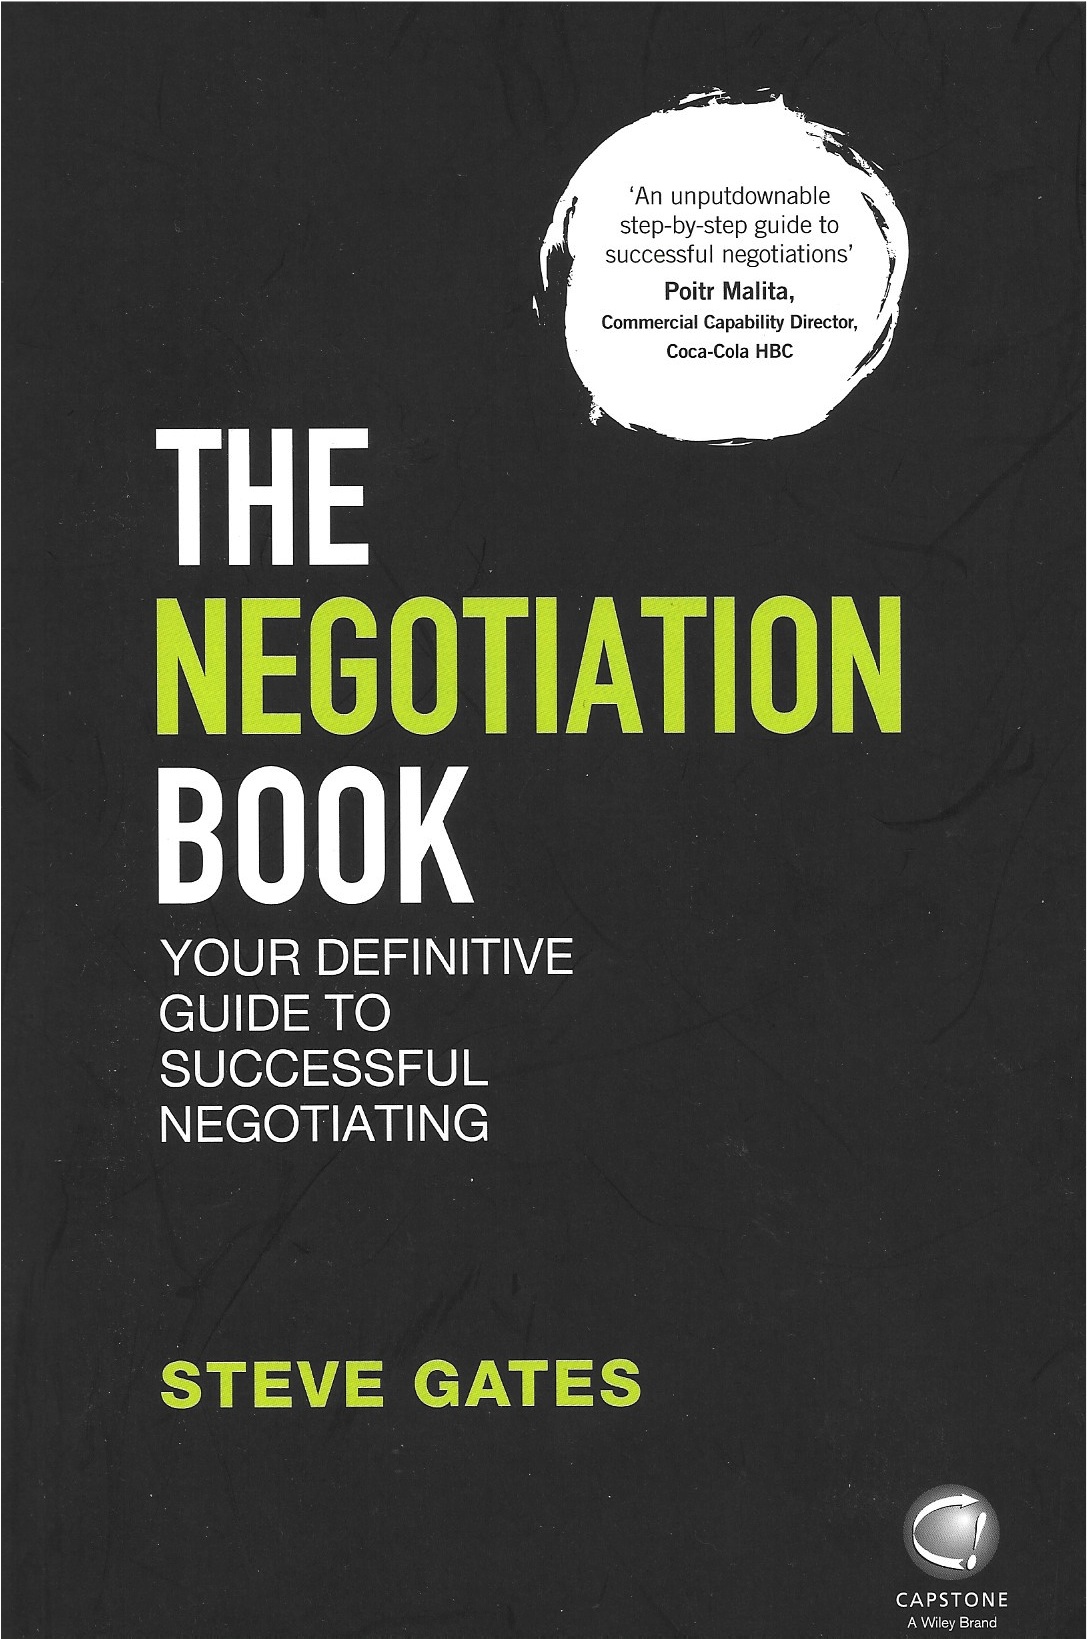 ‘An unputdownable
step-by-step guide to
successful negotiations’
Poitr Malita,
Commercial Capability Director,
Coca-Cola HBC
THE
NEGOTIATION
BOOK
YOUR DEFINITIVE
GUIDE TO
SUCCESSFUL
NEGOTIATING
STEVE GATES
CAPSTONE
A Wiley Brand